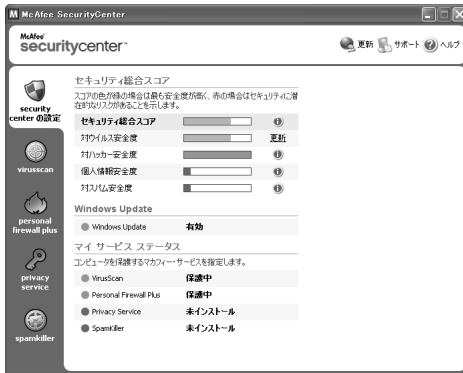 McAfee SecurityCenter
McAfee
securitycenter
更新 サポート ヘルプ
security center の設定
virusscan
personal firewall plus
privacy service
spamkiller
セキュリティ総合スコア
スコアの色が緑の場合は最も安全度が高く、赤の場合はセキュリティに潜
在的なリスクがあることを示します。
セキュリティ総合スコア
対ウイルス安全度 更新
対ハッカー安全度
個人情報安全度
対スパム安全度
Windows Update
Windows Update 有効
マイ サービス ステータス
コンピュータを保護するマカフィー・サービスを指定します。
VirusScan 保護中
Personal Firewall Plus 保護中
Privacy Service 未インストール
SpamKiller 未インストール